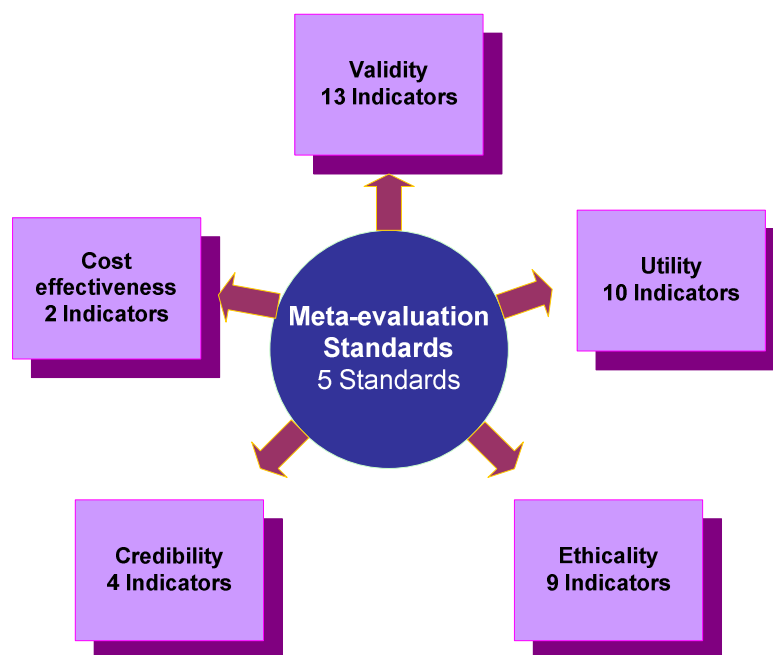 Validity
13 Indicators
Cost
effectiveness
2 Indicators
Utility
10 Indicators
Meta-evaluation
Standards
5 Standards
Credibility
4 Indicators
Ethicality
9 Indicators